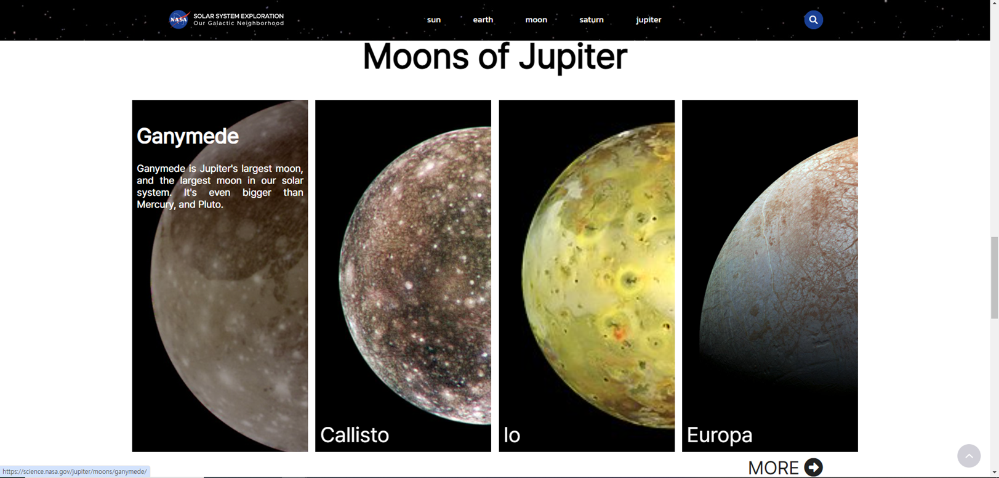 NASA
SOLAR SYSTEM EXPLORATION
Our Galactic Neighborhood
sun
earth
moon
saturn
jupiter
Moons of Jupiter
Ganymede
Ganymede is Jupiter's largest moon,
and the largest moon in our solar
system. It's even bigger than
Mercury, and Pluto.
Callisto
Io
Europa
MORE
https://science.nasa.gov/jupiter/moons/ganymede/